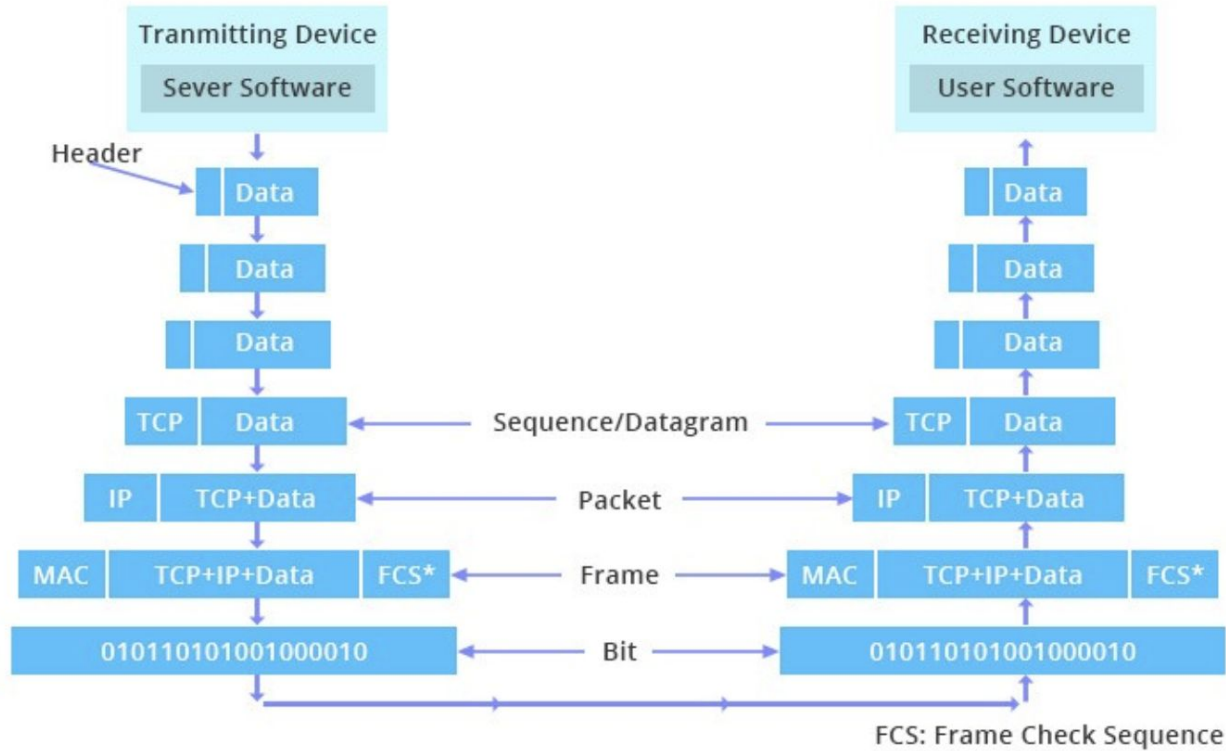 Tranmitting Device
Receiving Device
Sever Software
User Software
Header
Data
Data
Data
Data
Data
Data
TCP
Data
Sequence/Datagram
TCP
Data
IP
TCP+Data
Packet
IP
TCP+Data
MAC
TCP+IP+Data
FCS*
Frame
MAC
TCP+IP+Data
FCS*
010110101001000010
Bit
010110101001000010
FCS: Frame Check Sequence